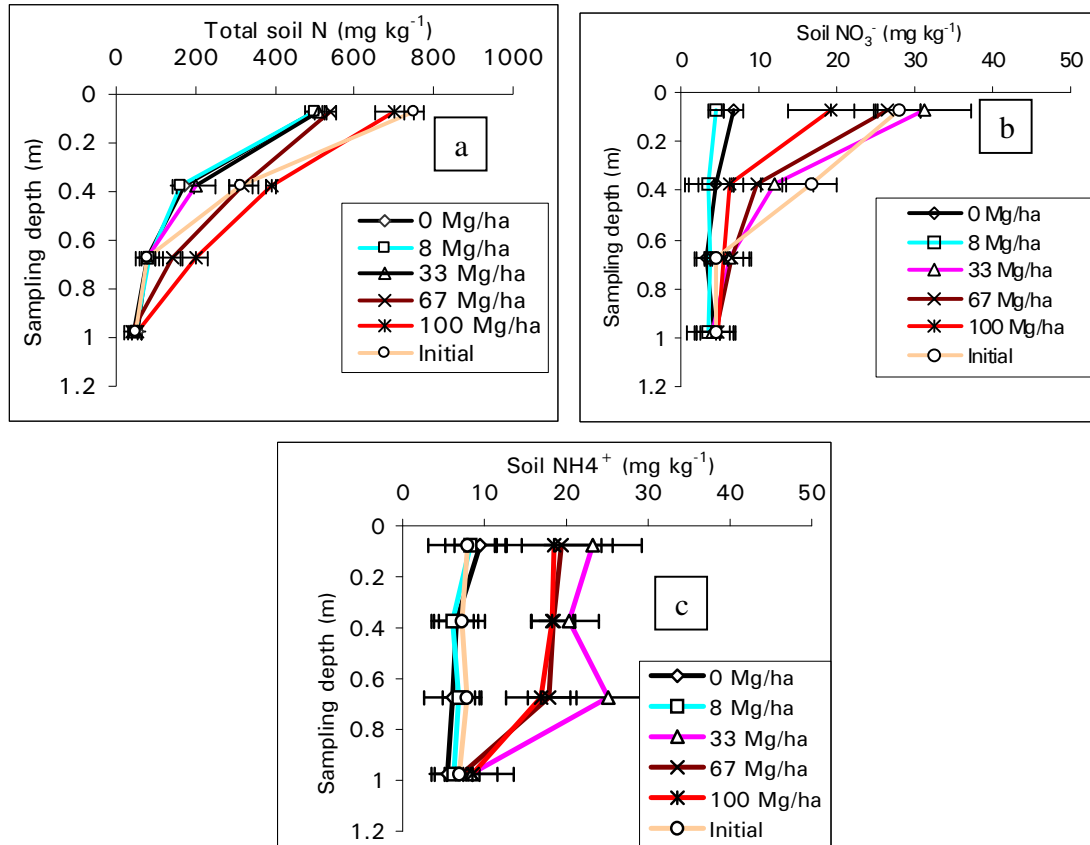 Total soil N (mg kg-1)
0 200 400 600 800 1000
0
0.2
0.4
0.6
0.8
1
1.2
Sampling depth (m)
a
0 Mg/ha
8 Mg/ha
33 Mg/ha
67 Mg/ha
100 Mg/ha
Initial
Soil NO3- (mg kg-1)
0 10 20 30 40 50
0
0.2
0.4
0.6
0.8
1
1.2
Sampling depth (m)
b
0 Mg/ha
8 Mg/ha
33 Mg/ha
67 Mg/ha
100 Mg/ha
Initial
Soil NH4+ (mg kg-1)
0 10 20 30 40 50
0
0.2
0.4
0.6
0.8
1
1.2
Sampling depth (m)
c
0 Mg/ha
8 Mg/ha
33 Mg/ha
67 Mg/ha
100 Mg/ha
Initial